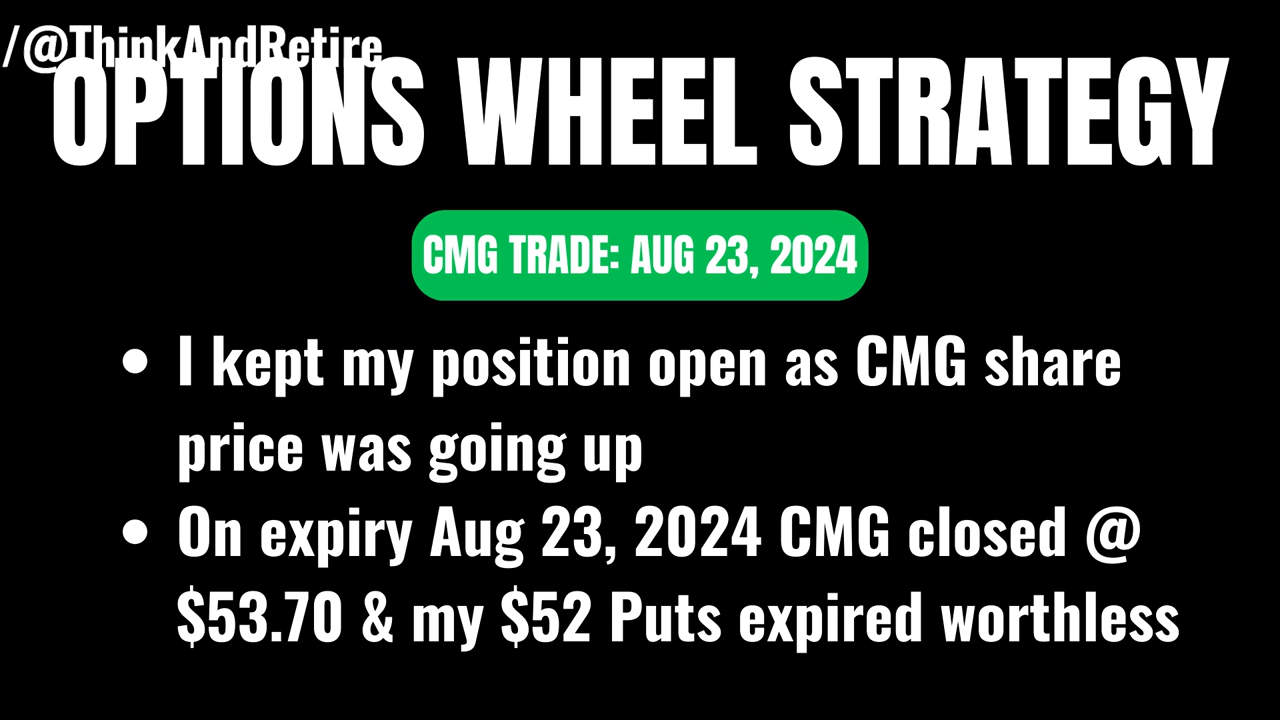 /@ThinkAndRetire
OPTIONS WHEEL STRATEGY
CMG TRADE: AUG 23, 2024
• I kept my position open as CMG share
price was going up
• On expiry Aug 23, 2024 CMG closed @
$53.70 & my $52 Puts expired worthless